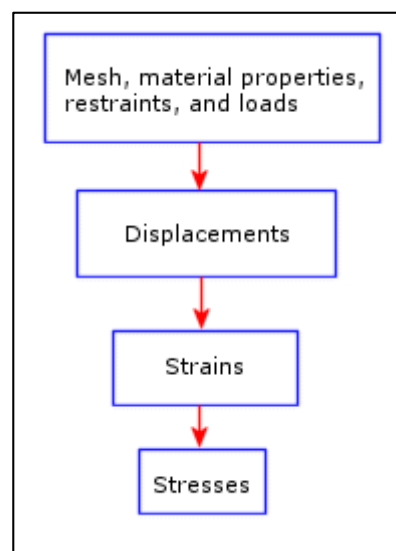 Mesh, material properties,
restraints, and loads
Displacements
Strains
Stresses